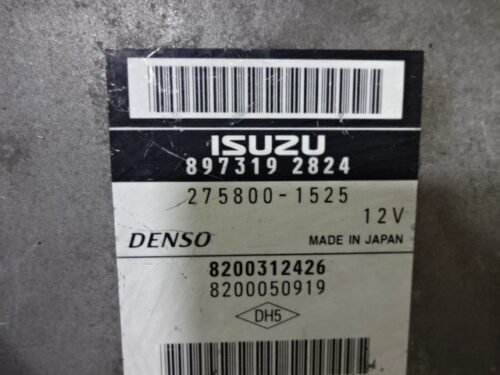 ISUZU
897319 2824
275800-1525
12V
DENSO MADE IN JAPAN
8200312426
8200050919
DH5